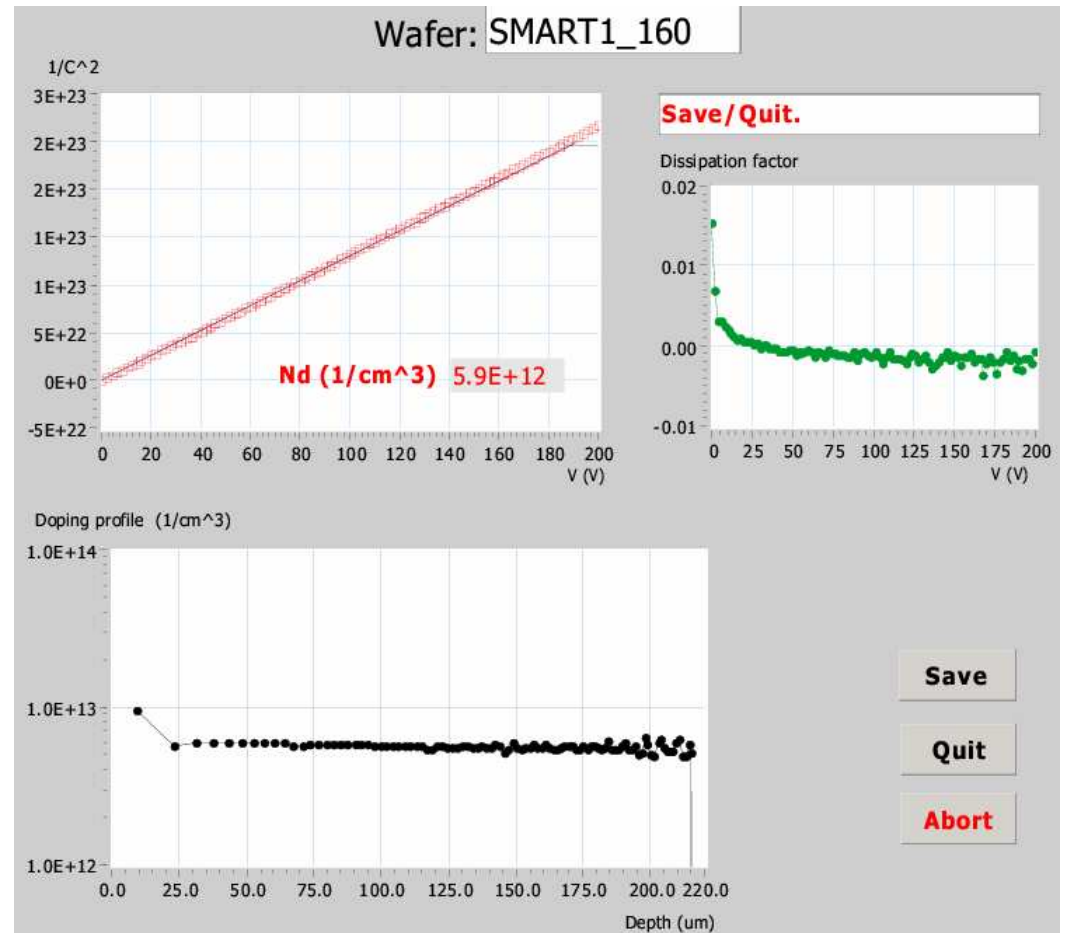 Wafer: SMART1_160
1/C^2
3E+23
2E+23
2E+23
1E+23
1E+23
5E+22
0E+0
-5E+22
Nd (1/cm^3) 5.9E+12
0 20 40 60 80 100 120 140 160 180 200
V (V)
Save/Quit.
Dissipation factor
0.02
0.01
0.00
-0.01
0 25 50 75 100 125 150 175 200
V (V)
Doping profile (1/cm^3)
1.0E+14
1.0E+13
1.0E+12
0.0 25.0 50.0 75.0 100.0 125.0 150.0 175.0 200.0 220.0
Depth (um)
Save
Quit
Abort